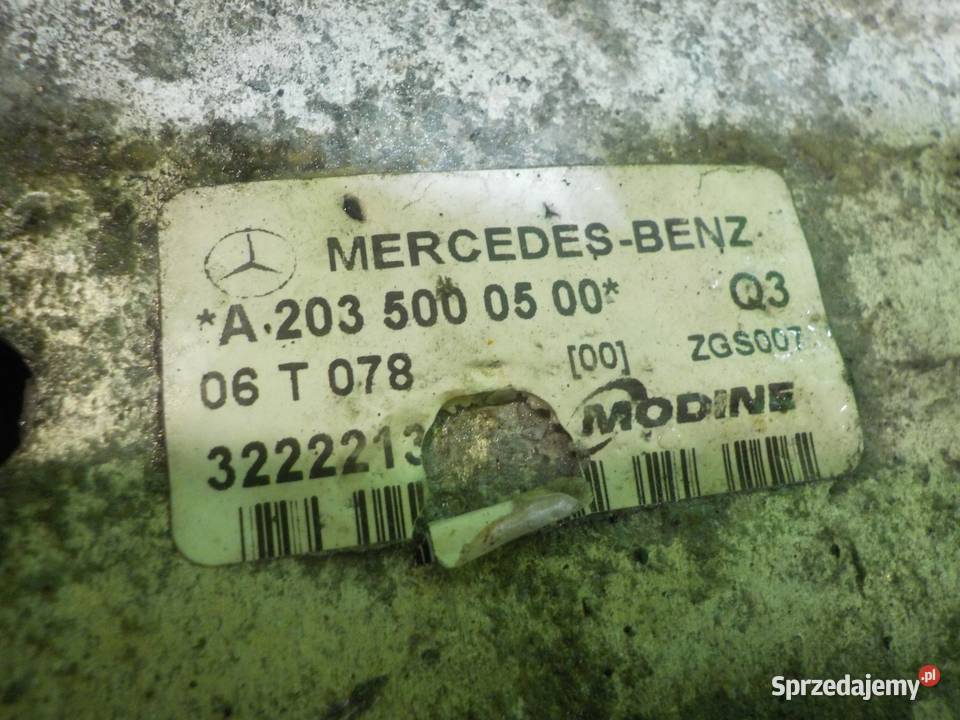 MERCEDES-BENZ
*A 203 500 05 00* Q3
06 T 078 [00] ZGS007
MODINE
3222213
Sprzedajemy.pl